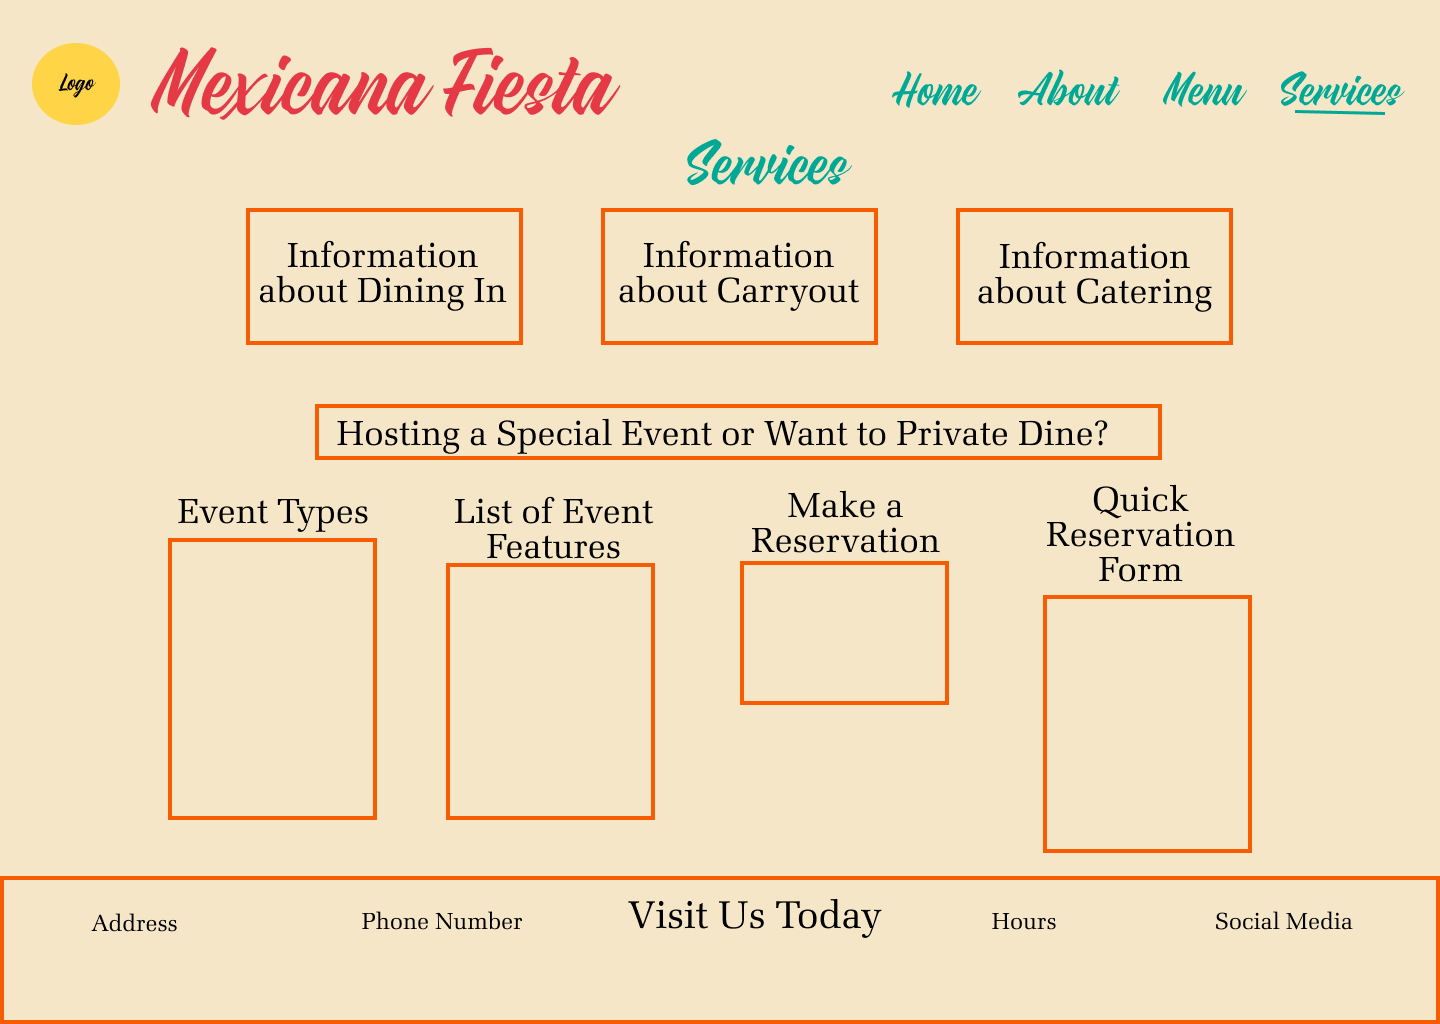 Logo
Mexicana Fiesta
Home About Menu Services
Services
Information
about Dining In
Information
about Carryout
Information
about Catering
Hosting a Special Event or Want to Private Dine?
Event Types
List of Event
Features
Make a
Reservation
Quick
Reservation
Form
Address
Phone Number
Visit Us Today
Hours
Social Media